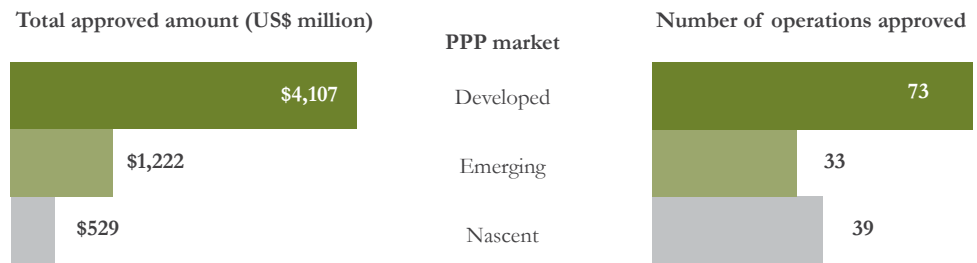 Total approved amount (US$ million)
PPP market
Number of operations approved
$4,107
Developed
73
$1,222
Emerging
33
$529
Nascent
39